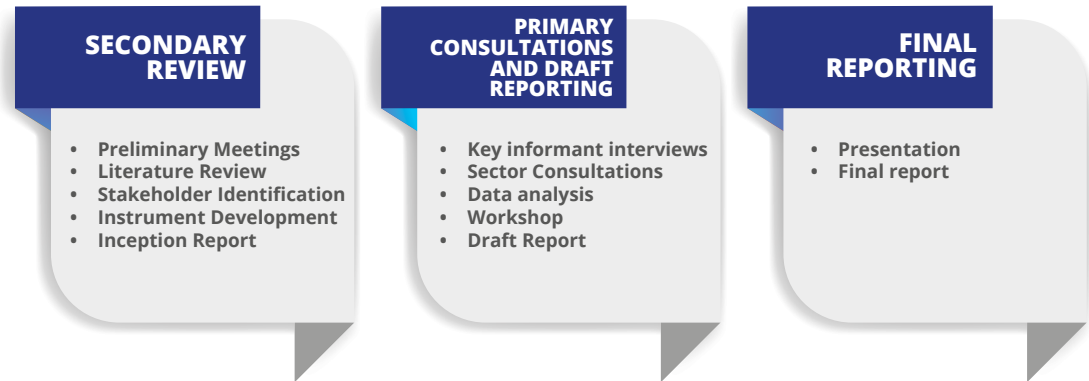 SECONDARY
REVIEW
• Preliminary Meetings
• Literature Review
• Stakeholder Identification
• Instrument Development
• Inception Report
PRIMARY
CONSULTATIONS
AND DRAFT
REPORTING
• Key informant interviews
• Sector Consultations
• Data analysis
• Workshop
• Draft Report
FINAL
REPORTING
• Presentation
• Final report